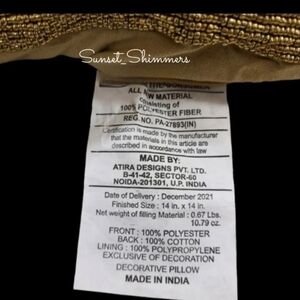 Sunset_Shimmers
THE CONSUMER
ALL NEW MATERIAL
consisting of
100% POLYESTER FIBER
REG. NO. PA-27893(IN)
Certification is made by the manufacturer
that the materials in this article are
described in accordance with law
MADE BY:
ATIRA DESIGNS PVT. LTD.
B-41-42, SECTOR-60
NOIDA-201301, U.P. INDIA
Date of Delivery : December 2021
Finished Size : 14 in. x 14 in.
Net weight of filling Material : 0.67 Lbs.
10.79 oz.
FRONT : 100% POLYESTER
BACK : 100% COTTON
LINING : 100% POLYPROPYLENE
EXCLUSIVE OF DECORATION
DECORATIVE PILLOW
MADE IN INDIA